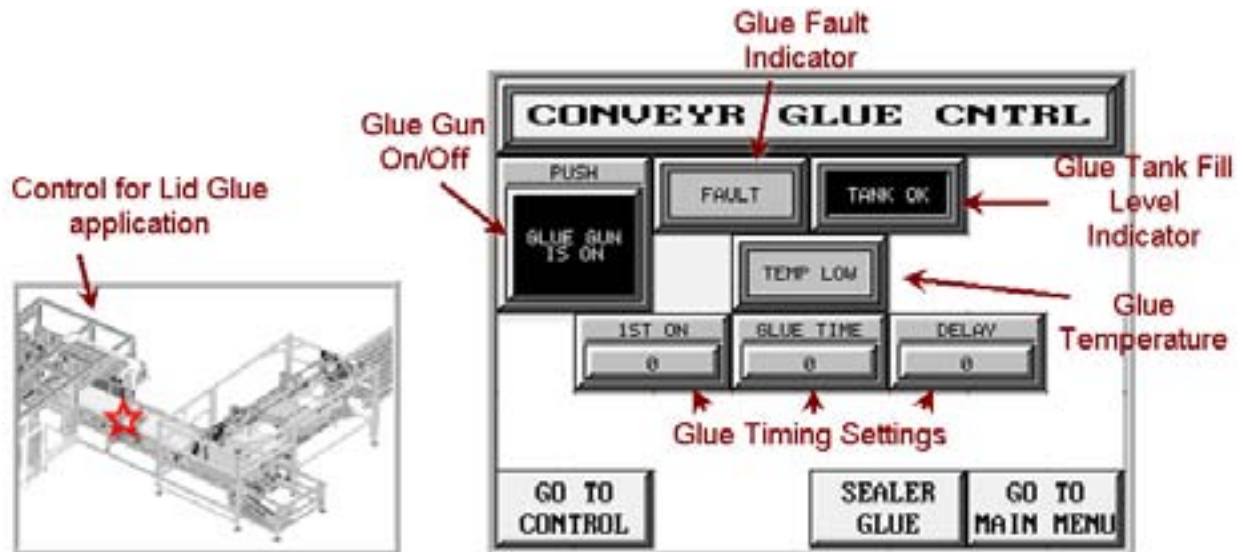 Glue Fault
Indicator
Glue Gun
On/Off
Control for Lid Glue
application
CONVEYR GLUE CNTRL
PUSH
GLUE GUN
IS ON
FAULT
TANK OK
Glue Tank Fill
Level
Indicator
TEMP LOW
Glue
Temperature
1ST ON
GLUE TIME
DELAY
0
0
0
Glue Timing Settings
GO TO
CONTROL
SEALER
GLUE
GO TO
MAIN MENU